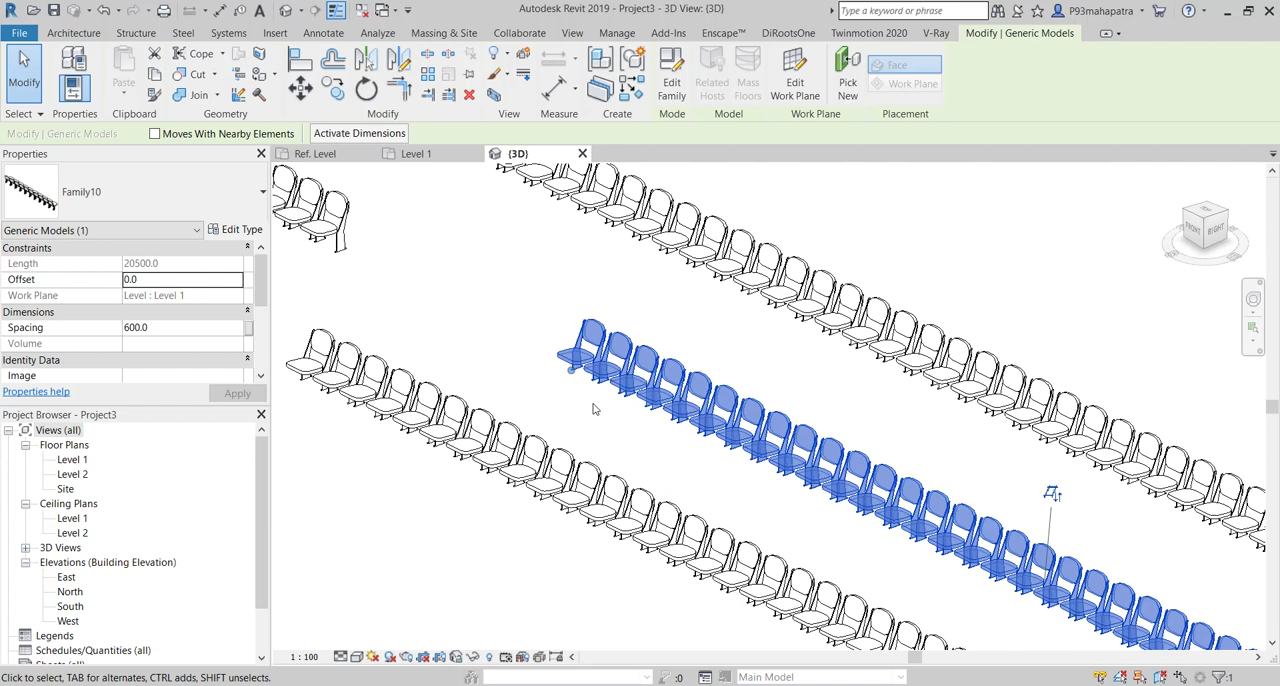 Autodesk Revit 2019 - Project3 - 3D View: {3D}
Type a keyword or phrase
P93mahapatra
File
Architecture
Structure
Steel
Systems
Insert
Annotate
Analyze
Massing & Site
Collaborate
View
Manage
Add-Ins
Enscape™
DiRootsOne
Twinmotion 2020
V-Ray
Modify | Generic Models
Modify
Properties
Paste
Cope
Cut
Join
Edit
Family
Related
Hosts
Mass
Floors
Edit
Work Plane
Pick
New
Face
Work Plane
Select
Properties
Clipboard
Geometry
Modify
View
Measure
Create
Mode
Model
Work Plane
Placement
Modify | Generic Models
Moves With Nearby Elements
Activate Dimensions
Properties
Ref. Level
Level 1
{3D}
Family10
Generic Models (1)
Edit Type
Constraints
Length 20500.0
Offset 0.0
Work Plane Level : Level 1
Dimensions
Spacing 600.0
Volume
Identity Data
Image
Properties help
Apply
TOP
FRONT
RIGHT
Project Browser - Project3
Views (all)
Floor Plans
Level 1
Level 2
Site
Ceiling Plans
Level 1
Level 2
3D Views
Elevations (Building Elevation)
East
North
South
West
Legends
Schedules/Quantities (all)
Sheets (all)
1 : 100
Click to select, TAB for alternates, CTRL adds, SHIFT unselects.
:0
Main Model
:1